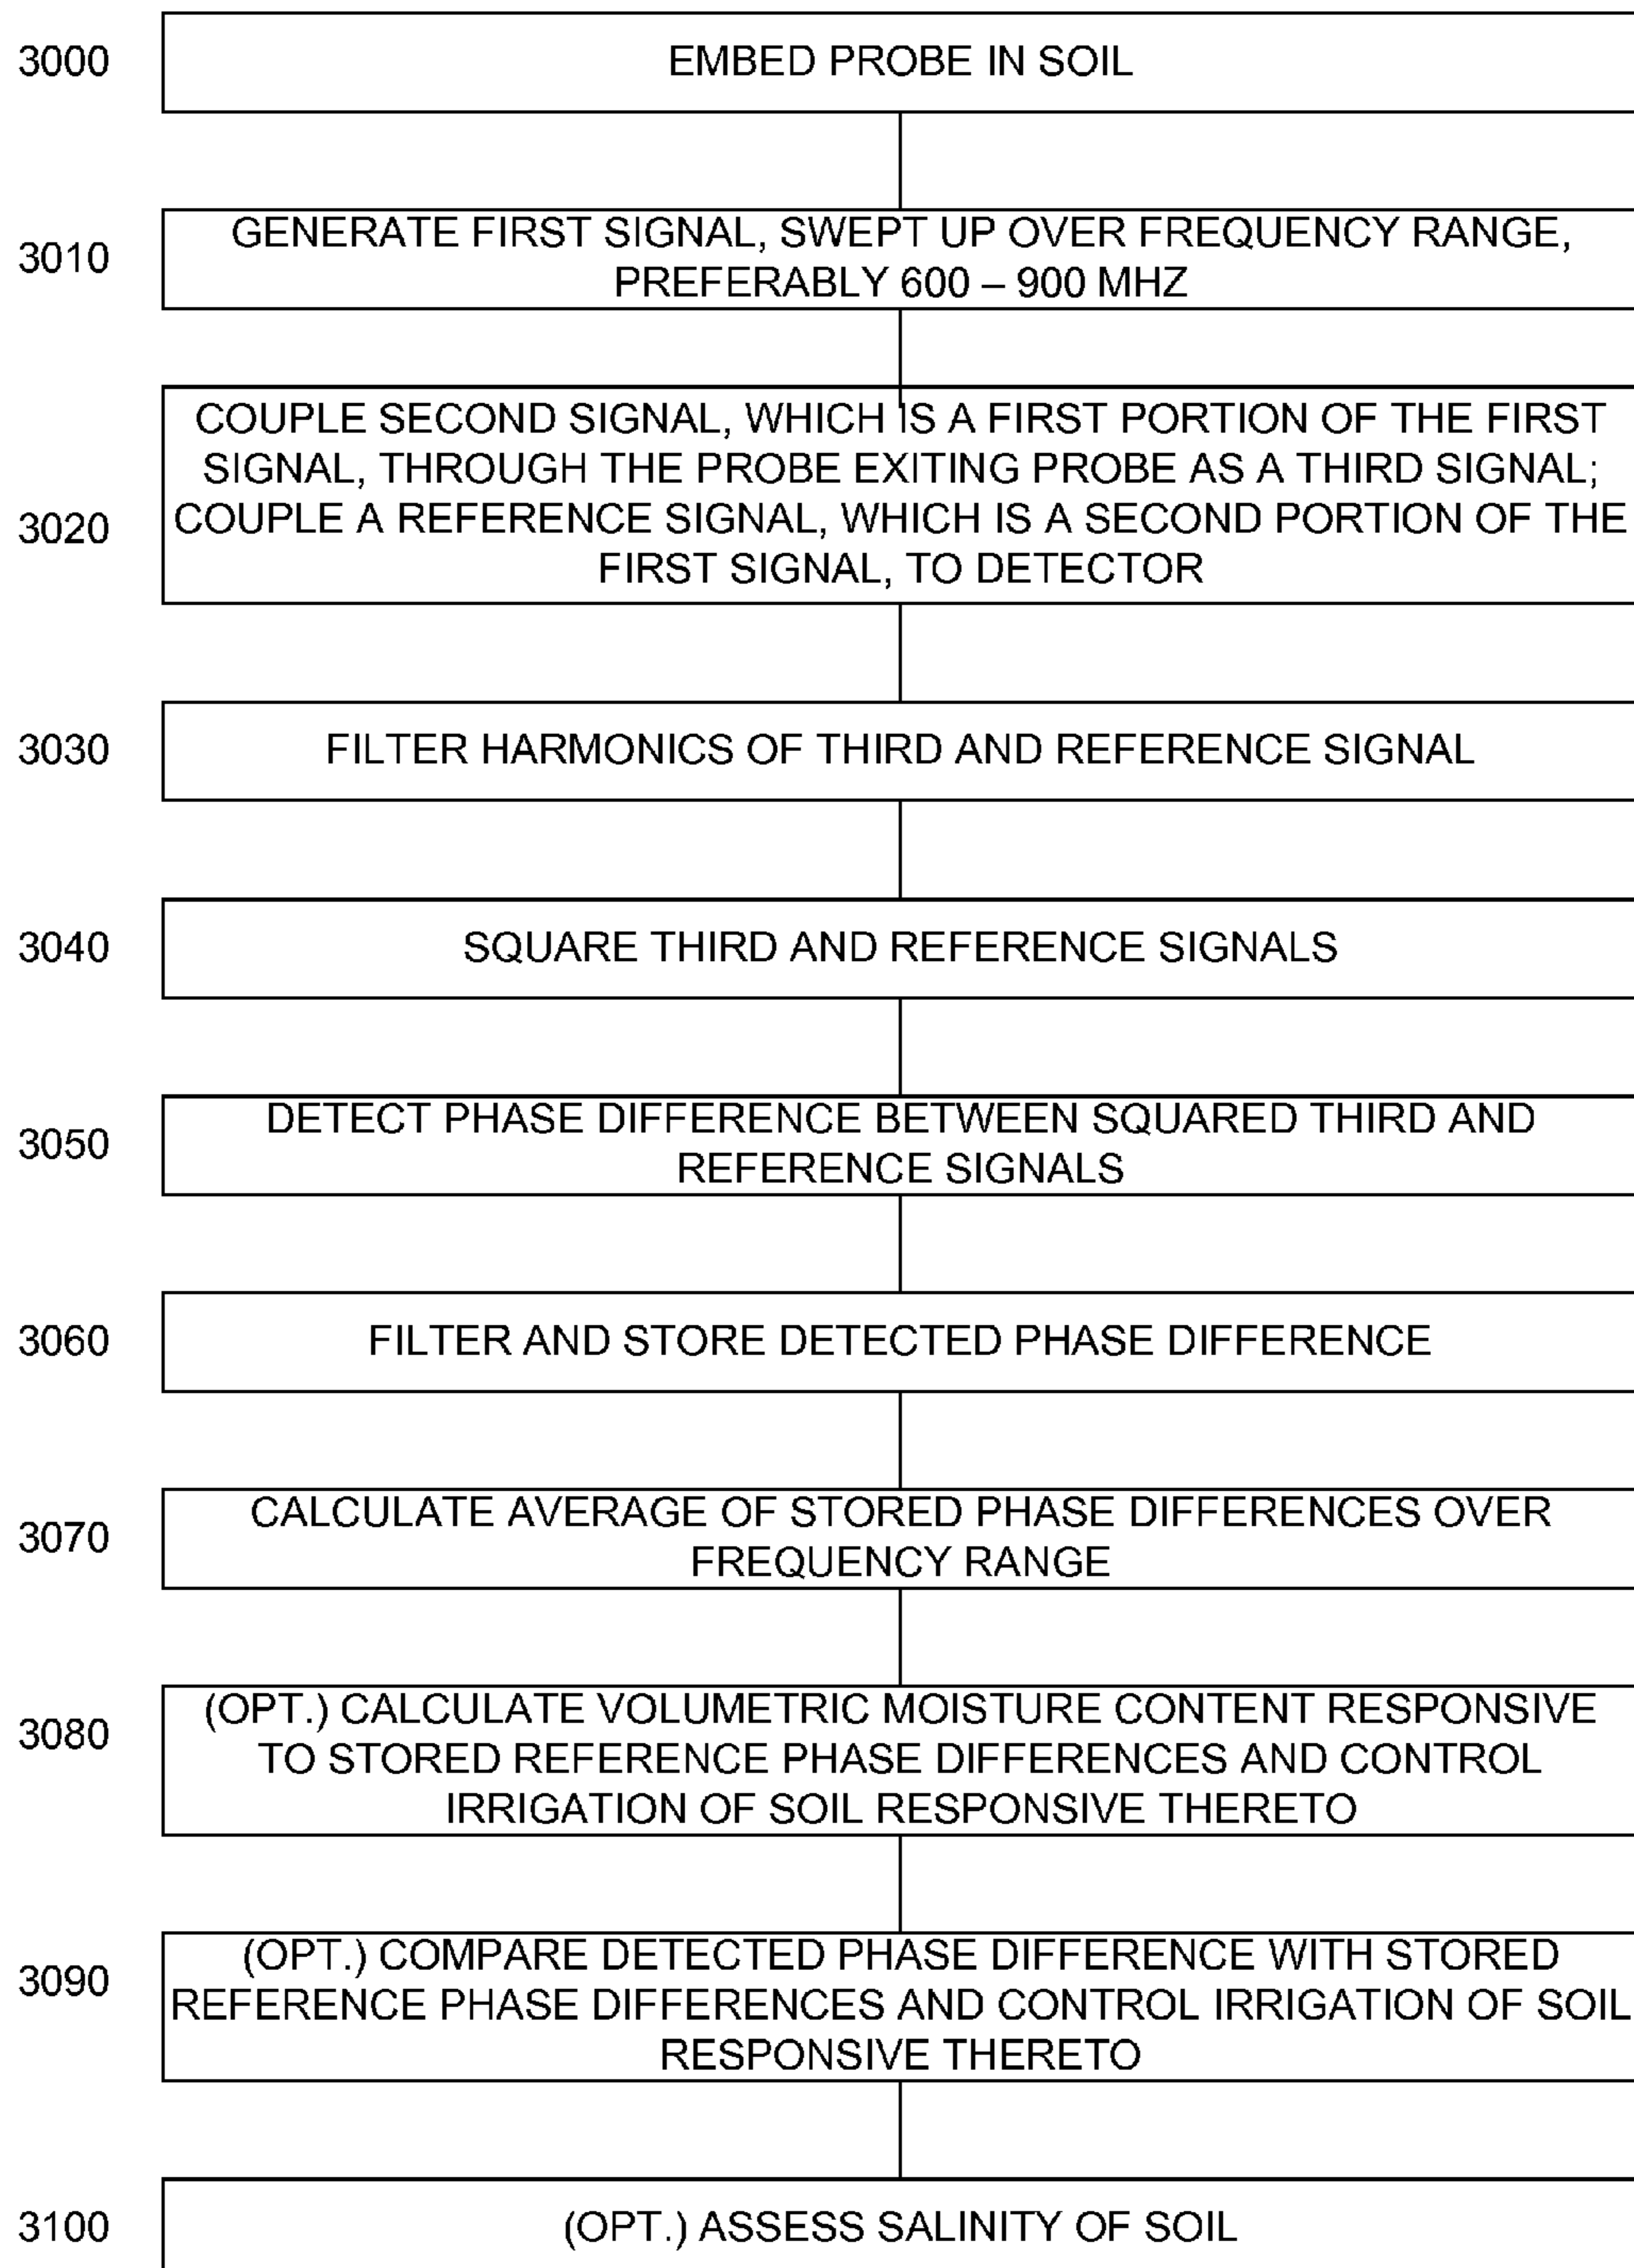 3000
EMBED PROBE IN SOIL
3010
GENERATE FIRST SIGNAL, SWEPT UP OVER FREQUENCY RANGE,
PREFERABLY 600 – 900 MHZ
3020
COUPLE SECOND SIGNAL, WHICH IS A FIRST PORTION OF THE FIRST
SIGNAL, THROUGH THE PROBE EXITING PROBE AS A THIRD SIGNAL;
COUPLE A REFERENCE SIGNAL, WHICH IS A SECOND PORTION OF THE
FIRST SIGNAL, TO DETECTOR
3030
FILTER HARMONICS OF THIRD AND REFERENCE SIGNAL
3040
SQUARE THIRD AND REFERENCE SIGNALS
3050
DETECT PHASE DIFFERENCE BETWEEN SQUARED THIRD AND
REFERENCE SIGNALS
3060
FILTER AND STORE DETECTED PHASE DIFFERENCE
3070
CALCULATE AVERAGE OF STORED PHASE DIFFERENCES OVER
FREQUENCY RANGE
3080
(OPT.) CALCULATE VOLUMETRIC MOISTURE CONTENT RESPONSIVE
TO STORED REFERENCE PHASE DIFFERENCES AND CONTROL
IRRIGATION OF SOIL RESPONSIVE THERETO
3090
(OPT.) COMPARE DETECTED PHASE DIFFERENCE WITH STORED
REFERENCE PHASE DIFFERENCES AND CONTROL IRRIGATION OF SOIL
RESPONSIVE THERETO
3100
(OPT.) ASSESS SALINITY OF SOIL